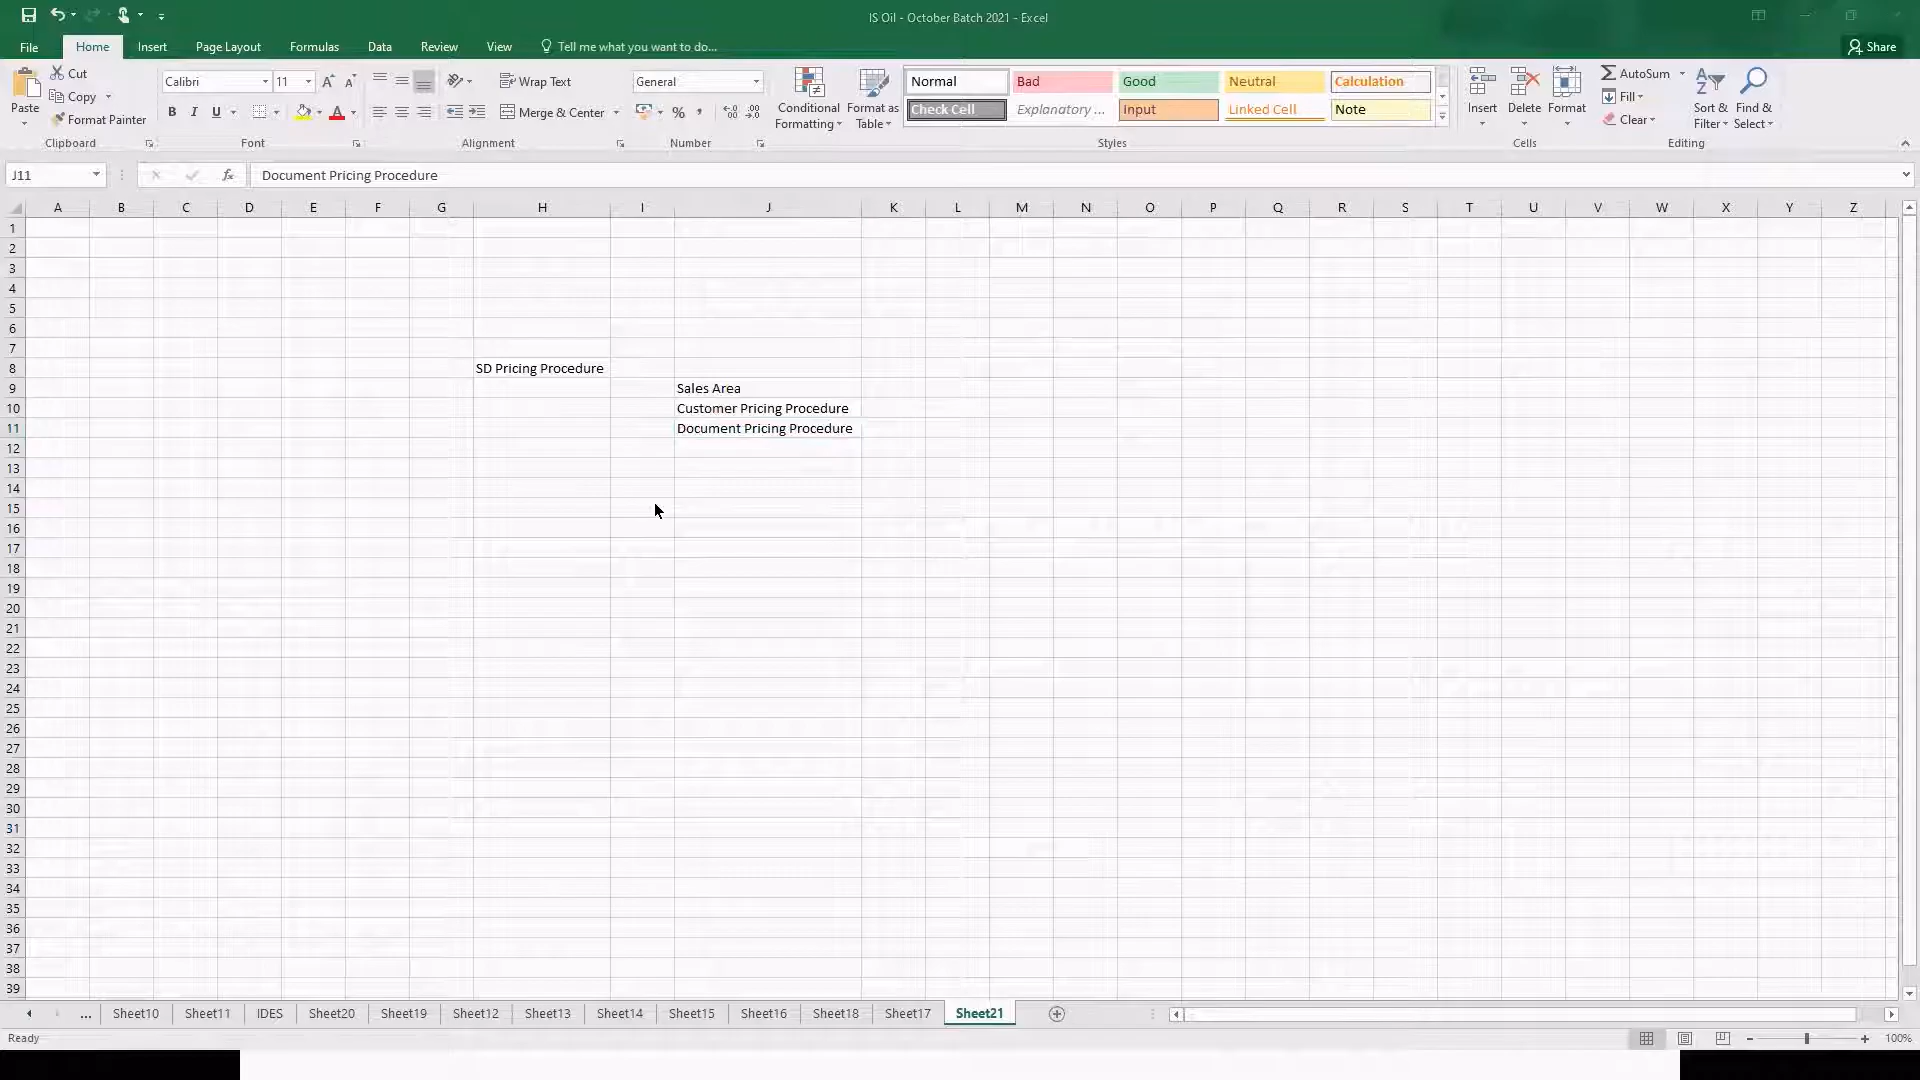 IS Oil - October Batch 2021 - Excel
File Home Insert Page Layout Formulas Data Review View Tell me what you want to do... Share
Paste Cut Copy Format Painter Clipboard
Calibri 11 A A B I U A Font
Wrap Text Merge & Center Alignment
General % , .00 Number
Conditional Formatting Format as Table
Normal Bad Good Neutral Calculation
Check Cell Explanatory ... Input Linked Cell Note
Styles
Insert Delete Format Cells
AutoSum Fill Clear Sort & Filter Find & Select Editing
J11 fx Document Pricing Procedure
A B C D E F G H I J K L M N O P Q R S T U V W X Y Z
1
2
3
4
5
6
7
8 SD Pricing Procedure
9 Sales Area
10 Customer Pricing Procedure
11 Document Pricing Procedure
12
13
14
15
16
17
18
19
20
21
22
23
24
25
26
27
28
29
30
31
32
33
34
35
36
37
38
39
... Sheet10 Sheet11 IDES Sheet20 Sheet19 Sheet12 Sheet13 Sheet14 Sheet15 Sheet16 Sheet18 Sheet17 Sheet21
Ready 100%